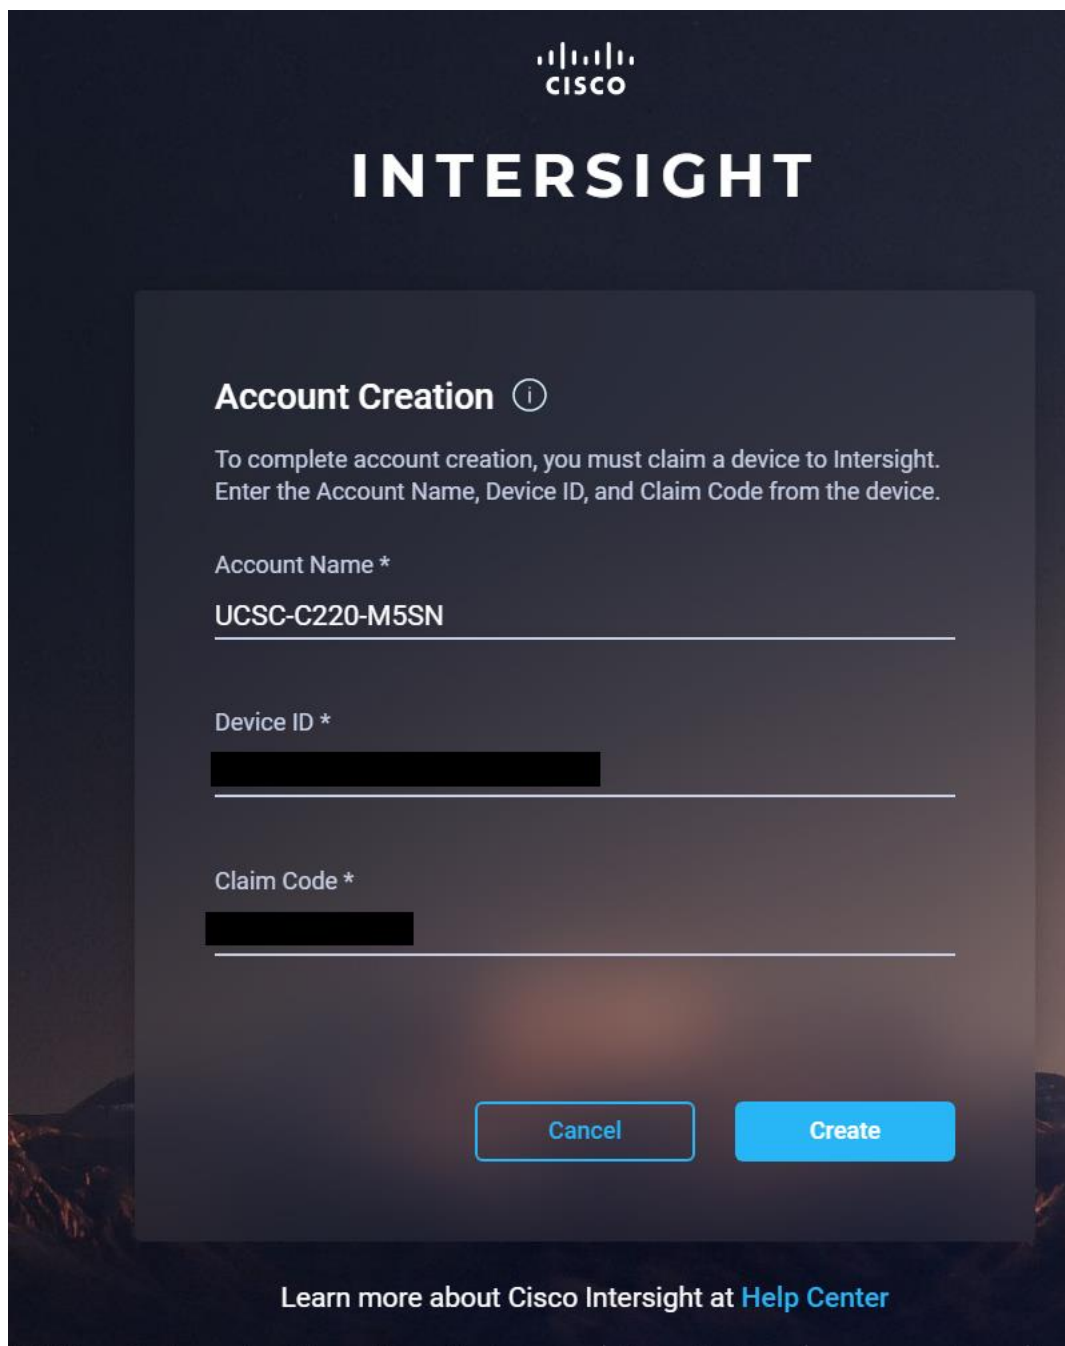 CISCO
INTERSIGHT
Account Creation
To complete account creation, you must claim a device to Intersight.
Enter the Account Name, Device ID, and Claim Code from the device.
Account Name *
UCSC-C220-M5SN
Device ID *
Claim Code *
Cancel
Create
Learn more about Cisco Intersight at Help Center